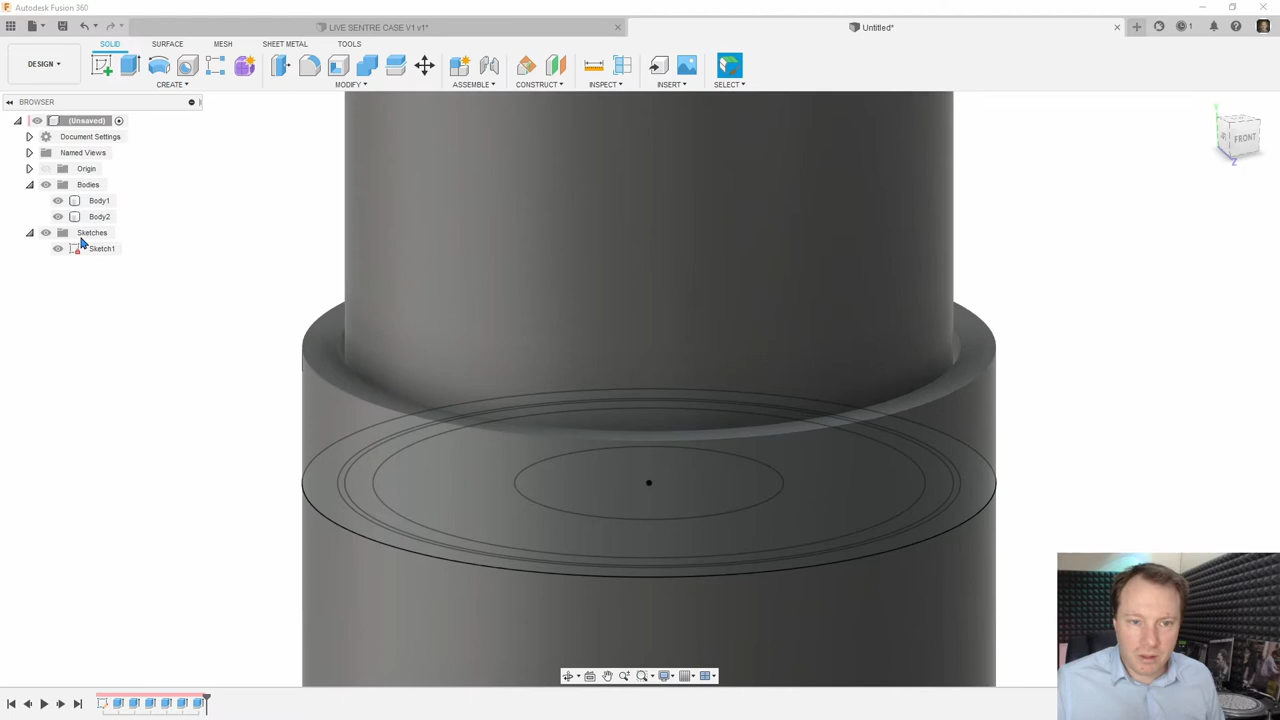 Autodesk Fusion 360
LIVE SENTRE CASE V1 v1*
Untitled*
1
SOLID
SURFACE
MESH
SHEET METAL
TOOLS
DESIGN
CREATE
MODIFY
ASSEMBLE
CONSTRUCT
INSPECT
INSERT
SELECT
BROWSER
(Unsaved)
Document Settings
Named Views
Origin
Bodies
Body1
Body2
Sketches
Sketch1
FRONT
Y
Z